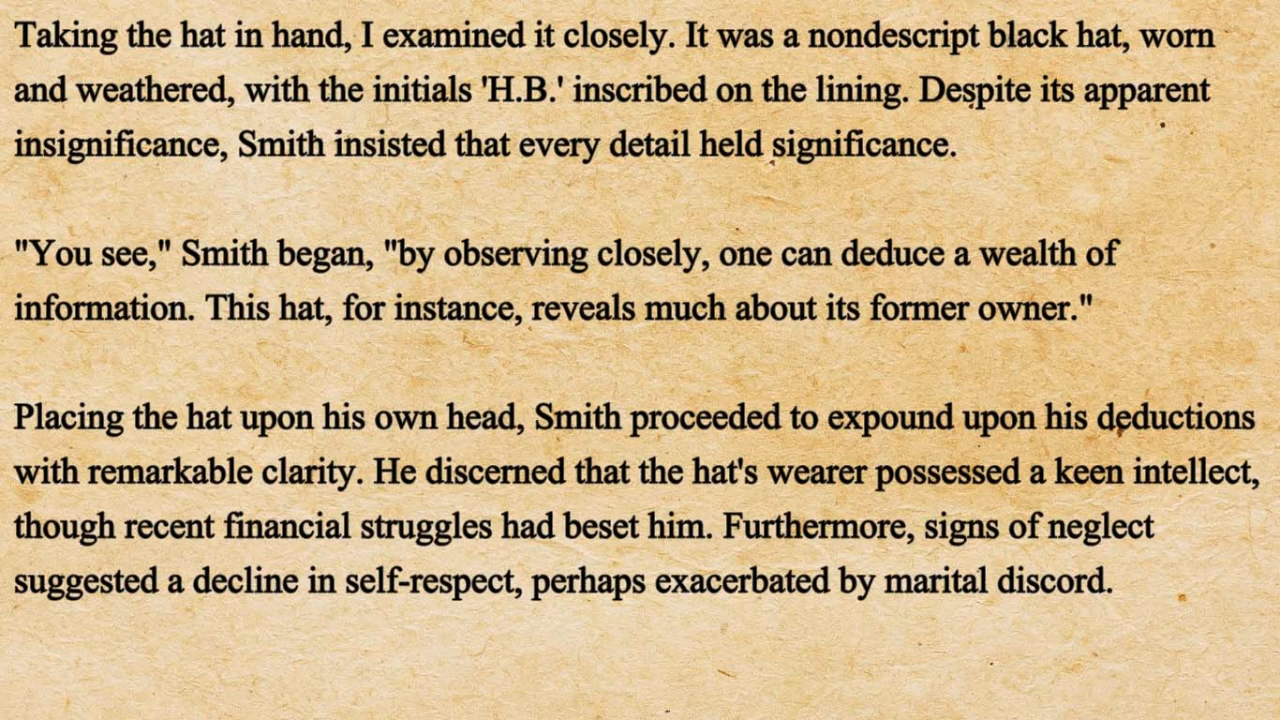 Taking the hat in hand, I examined it closely. It was a nondescript black hat, worn
and weathered, with the initials 'H.B.' inscribed on the lining. Despite its apparent
insignificance, Smith insisted that every detail held significance.
"You see," Smith began, "by observing closely, one can deduce a wealth of
information. This hat, for instance, reveals much about its former owner."
Placing the hat upon his own head, Smith proceeded to expound upon his deductions
with remarkable clarity. He discerned that the hat's wearer possessed a keen intellect,
though recent financial struggles had beset him. Furthermore, signs of neglect
suggested a decline in self-respect, perhaps exacerbated by marital discord.